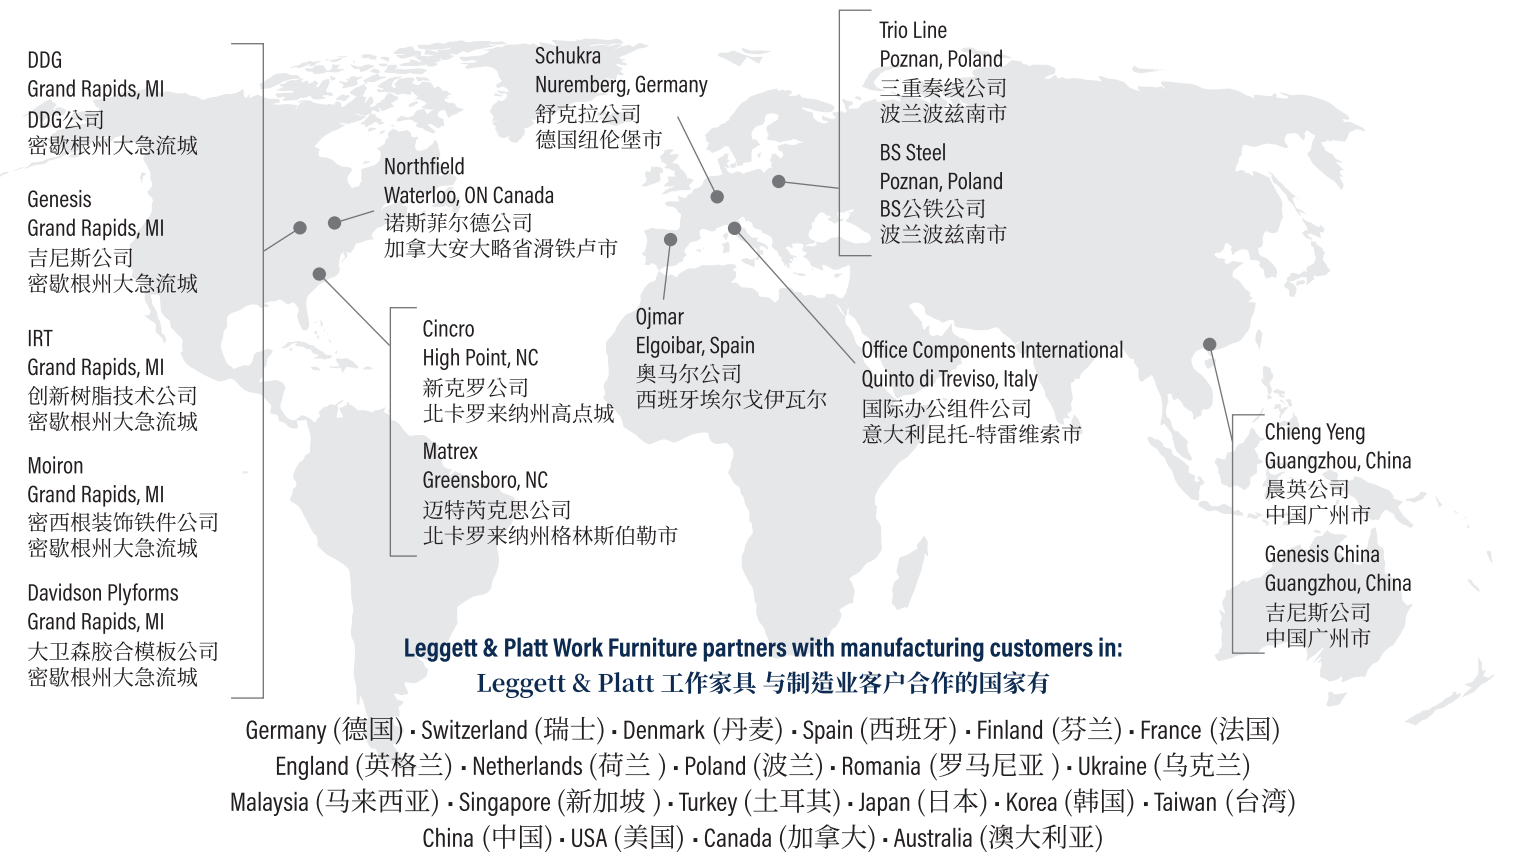 DDG
Grand Rapids, MI
DDG公司
密歇根州大急流城
Genesis
Grand Rapids, MI
吉尼斯公司
密歇根州大急流城
IRT
Grand Rapids, MI
创新树脂技术公司
密歇根州大急流城
Moiron
Grand Rapids, MI
密西根装饰铁件公司
密歇根州大急流城
Davidson Plyforms
Grand Rapids, MI
大卫森胶合模板公司
密歇根州大急流城
Northfield
Waterloo, ON Canada
诺斯菲尔德公司
加拿大安大略省滑铁卢市
Cincro
High Point, NC
新克罗公司
北卡罗来纳州高点城
Matrex
Greensboro, NC
迈特芮克思公司
北卡罗来纳州格林斯伯勒市
Schukra
Nuremberg, Germany
舒克拉公司
德国纽伦堡市
Ojmar
Elgoibar, Spain
奥马尔公司
西班牙埃尔戈伊瓦尔
Trio Line
Poznan, Poland
三重奏线公司
波兰波兹南市
BS Steel
Poznan, Poland
BS公铁公司
波兰波兹南市
Office Components International
Quinto di Treviso, Italy
国际办公组件公司
意大利昆托-特雷维索市
Chieng Yeng
Guangzhou, China
晨英公司
中国广州市
Genesis China
Guangzhou, China
吉尼斯公司
中国广州市
Leggett & Platt Work Furniture partners with manufacturing customers in:
Leggett & Platt 工作家具 与制造业客户合作的国家有
Germany (德国) · Switzerland (瑞士) · Denmark (丹麦) · Spain (西班牙) · Finland (芬兰) · France (法国)
England (英格兰) · Netherlands (荷兰 ) · Poland (波兰) · Romania (罗马尼亚 ) · Ukraine (乌克兰)
Malaysia (马来西亚) · Singapore (新加坡 ) · Turkey (土耳其) · Japan (日本) · Korea (韩国) · Taiwan (台湾)
China (中国) · USA (美国) · Canada (加拿大) · Australia (澳大利亚)